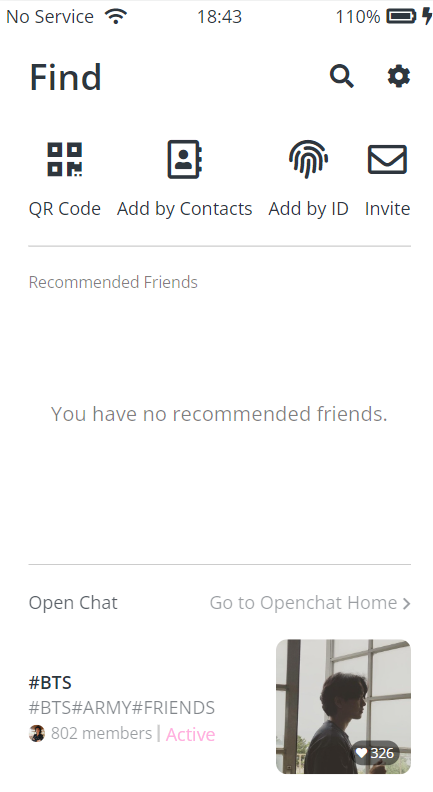 No Service 18:43 110%
Find
QR Code Add by Contacts Add by ID Invite
Recommended Friends
You have no recommended friends.
Open Chat Go to Openchat Home
#BTS
#BTS#ARMY#FRIENDS
802 members | Active
326